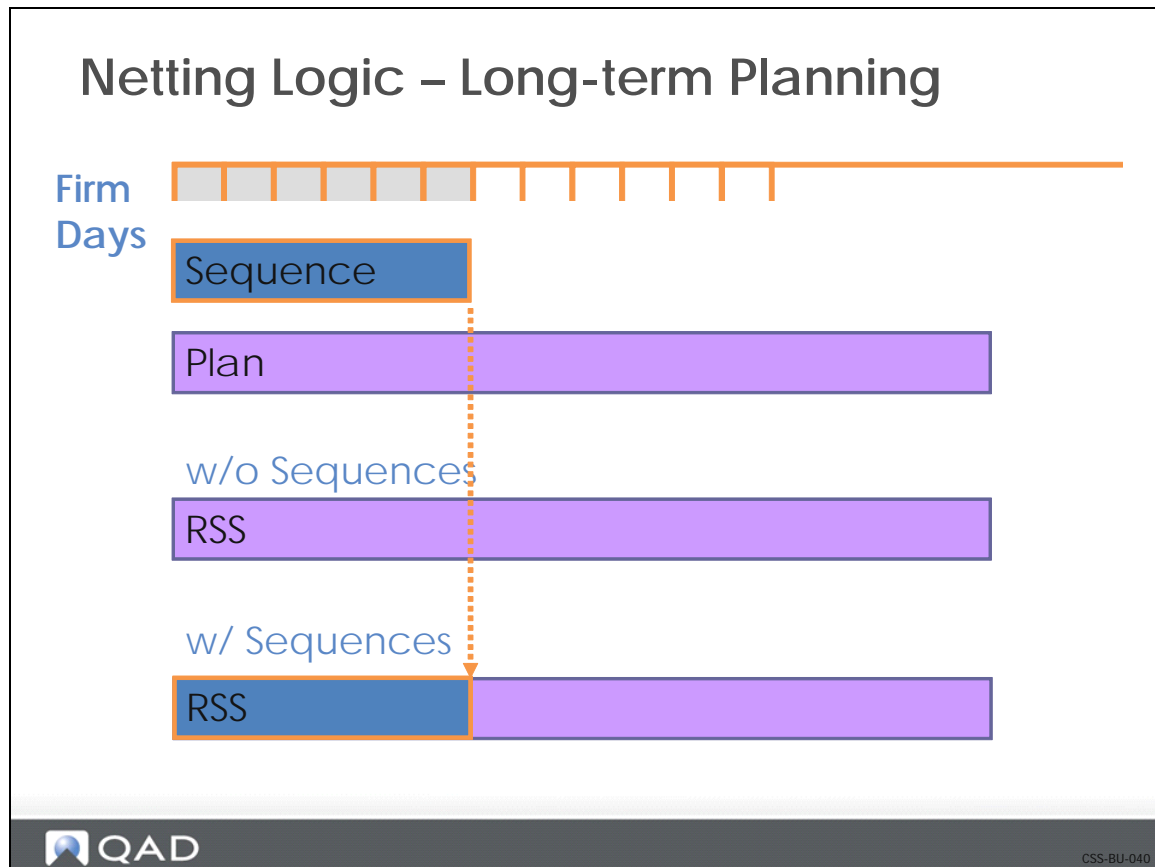 Netting Logic – Long-term Planning
Firm
Days
Sequence
Plan
w/o Sequences
RSS
w/ Sequences
RSS
QAD
CSS-BU-040